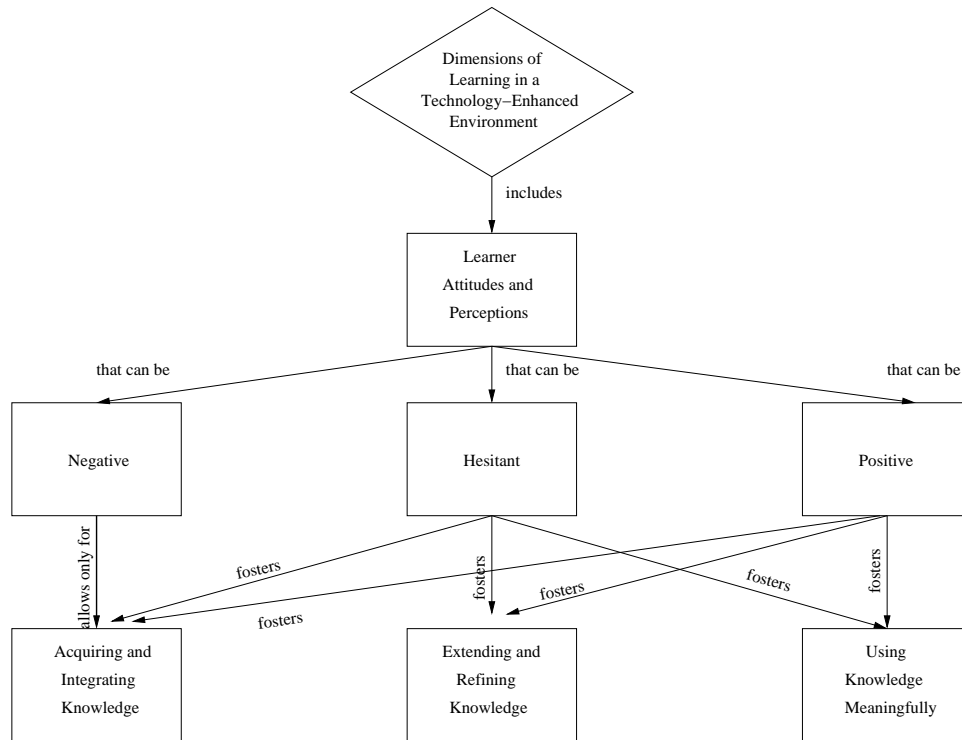 Dimensions of
Learning in a
Technology−Enhanced
Environment
includes
Learner
Attitudes and
Perceptions
that can be
that can be
that can be
Negative
Hesitant
Positive
allows only for
fosters
fosters
fosters
fosters
fosters
fosters
Acquiring and
Integrating
Knowledge
Extending and
Refining
Knowledge
Using
Knowledge
Meaningfully